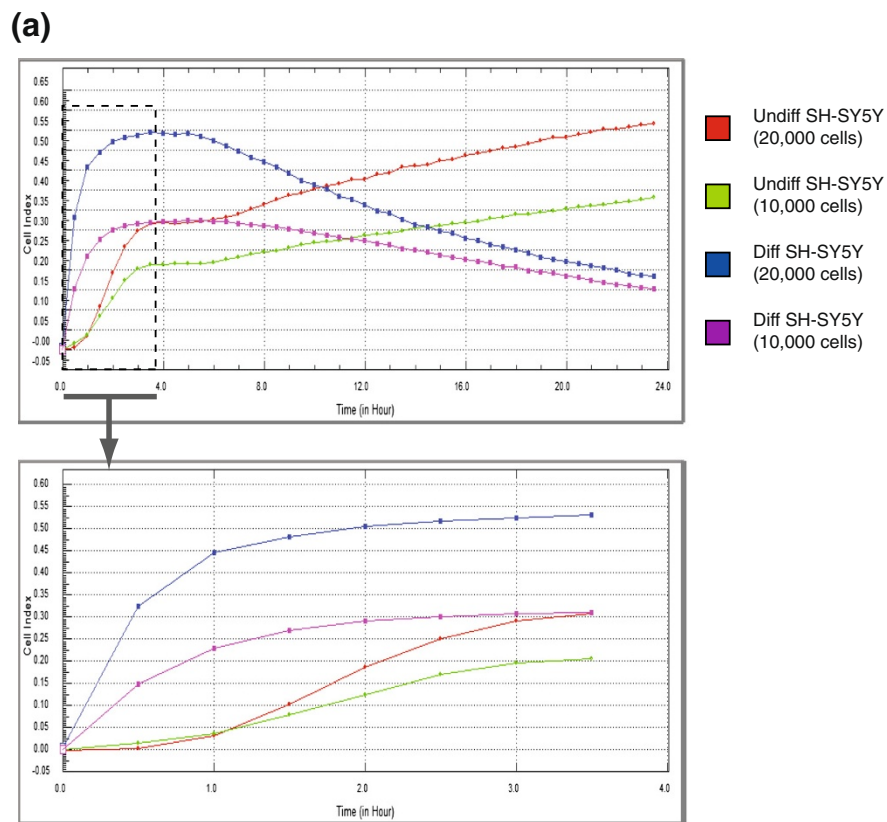 (a)
0.65
0.60
0.55
0.50
0.45
0.40
0.35
0.30
0.25
0.20
0.15
0.10
0.05
-0.00
-0.05
Cell Index
0.0 4.0 8.0 12.0 16.0 20.0 24.0
Time (in Hour)
Undiff SH-SY5Y
(20,000 cells)
Undiff SH-SY5Y
(10,000 cells)
Diff SH-SY5Y
(20,000 cells)
Diff SH-SY5Y
(10,000 cells)
0.60
0.55
0.50
0.45
0.40
0.35
0.30
0.25
0.20
0.15
0.10
0.05
0.00
-0.05
Cell Index
0.0 1.0 2.0 3.0 4.0
Time (in Hour)